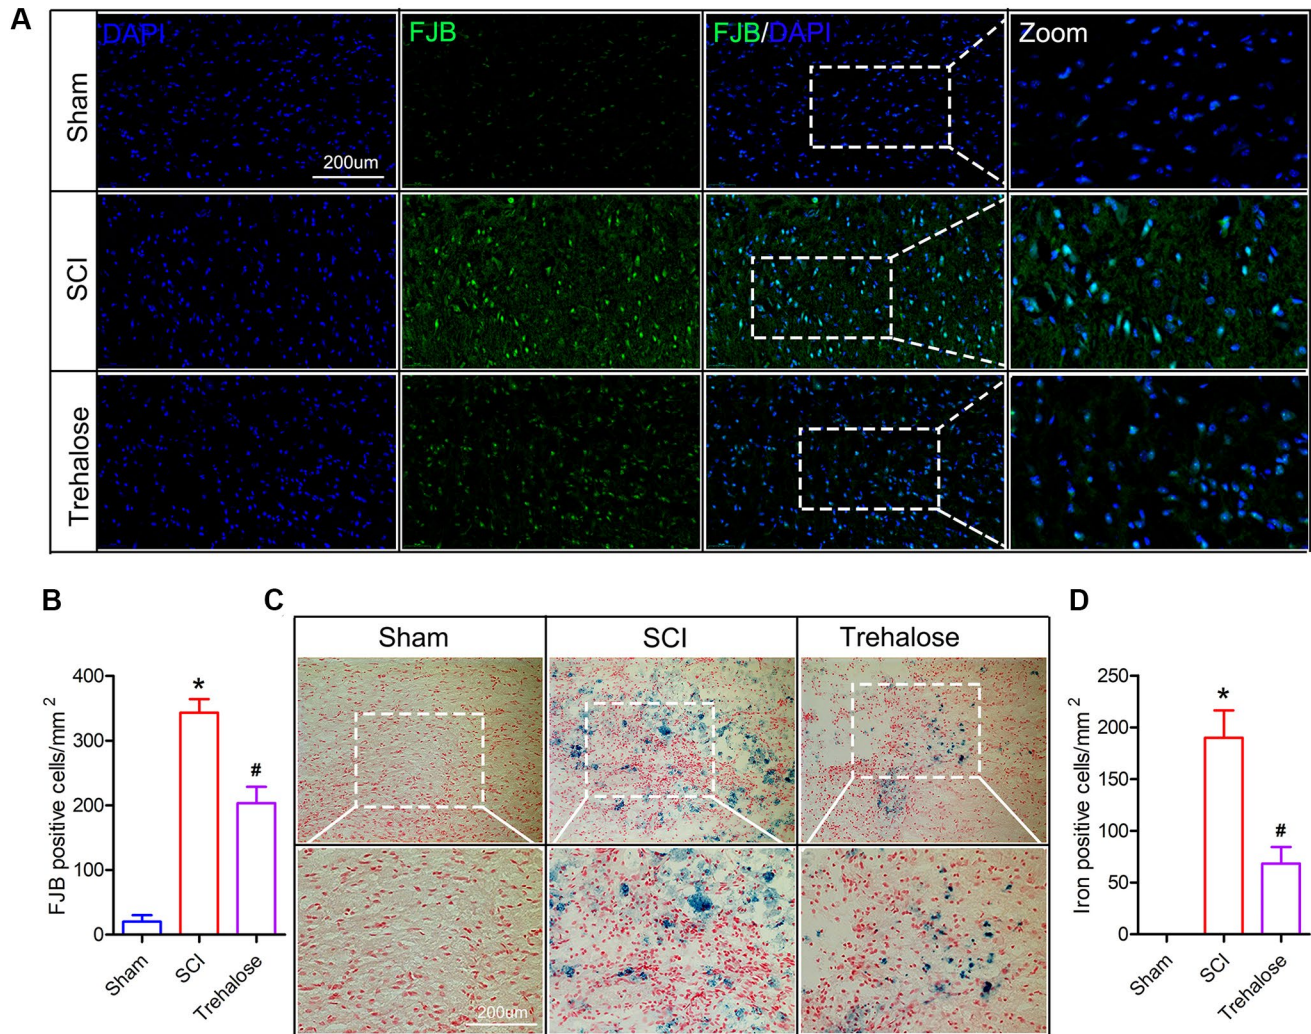 A
DAPI
FJB
FJB/DAPI
Zoom
Sham
200um
SCI
Trehalose
B
FJB positive cells/mm 2
400
300
200
100
0
*
#
Sham
SCI
Trehalose
C
Sham
SCI
Trehalose
200um
D
Iron positive cells/mm 2
250
200
150
100
50
0
*
#
Sham
SCI
Trehalose